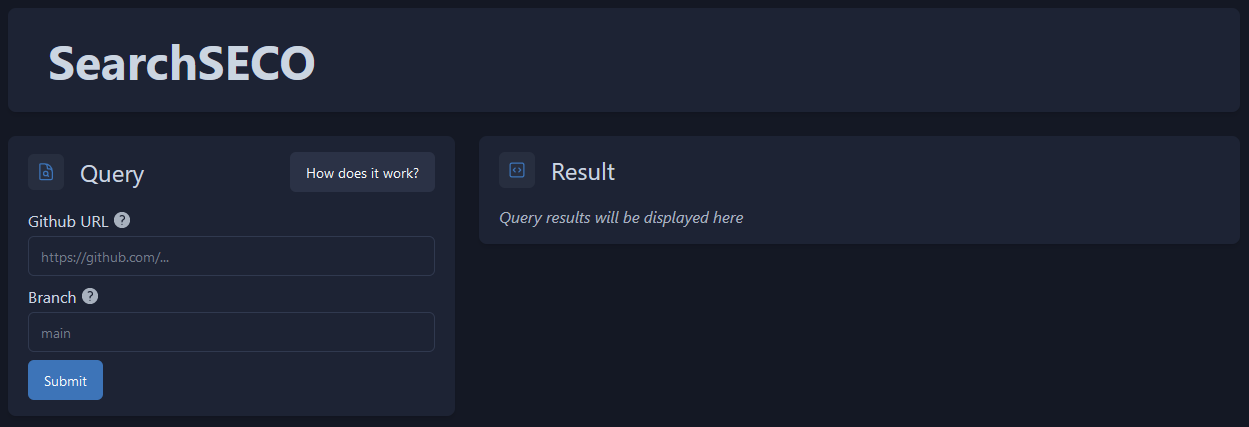 SearchSECO
Query
How does it work?
Github URL ?
https://github.com/...
Branch ?
main
Submit
Result
Query results will be displayed here